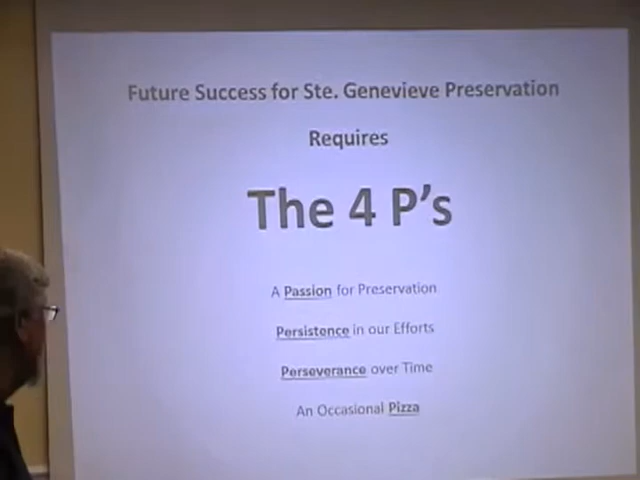 Future Success for Ste. Genevieve Preservation
Requires
The 4 P's
A Passion for Preservation
Persistence in our Efforts
Perseverance over Time
An Occasional Pizza